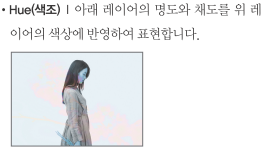 • Hue(색조) | 아래 레이어의 명도와 채도를 위 레
이어의 색상에 반영하여 표현합니다.